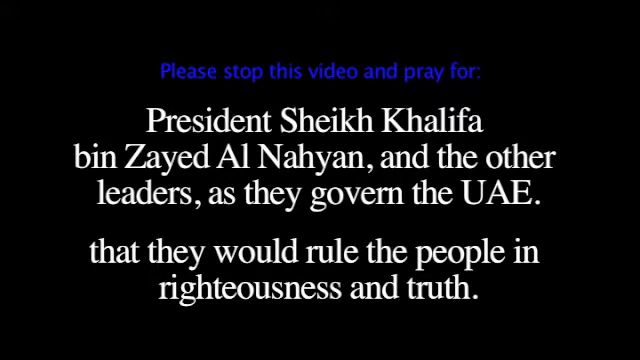 Please stop this video and pray for:
President Sheikh Khalifa
bin Zayed Al Nahyan, and the other
leaders, as they govern the UAE.
that they would rule the people in
righteousness and truth.